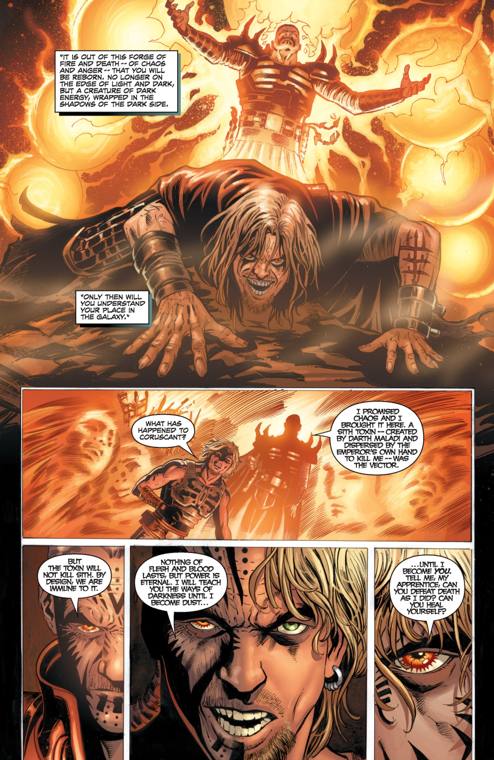 "IT IS OUT OF THIS FORGE OF
FIRE AND DEATH -- OF CHAOS
AND ANGER -- THAT YOU WILL
BE REBORN. NO LONGER ON
THE EDGE OF LIGHT AND DARK,
BUT A CREATURE OF DARK
ENERGY, WRAPPED IN THE
SHADOWS OF THE DARK SIDE.
"ONLY THEN WILL
YOU UNDERSTAND
YOUR PLACE IN
THE GALAXY."
WHAT HAS
HAPPENED TO
CORUSCANT?
I PROMISED
CHAOS AND I
BROUGHT IT HERE. A
SITH TOXIN -- CREATED
BY DARTH MALADI AND
DISPERSED BY THE
EMPEROR'S OWN HAND
TO KILL ME -- WAS
THE VECTOR.
BUT
THE TOXIN WILL
NOT KILL SITH. BY
DESIGN, WE ARE
IMMUNE TO IT.
NOTHING OF
FLESH AND BLOOD
LASTS, BUT POWER IS
ETERNAL. I WILL TEACH
YOU THE WAYS OF
DARKNESS UNTIL I
BECOME DUST...
...UNTIL I
BECOME YOU.
TELL ME, MY
APPRENTICE; CAN
YOU DEFEAT DEATH
AS I DID? CAN
YOU HEAL
YOURSELF?